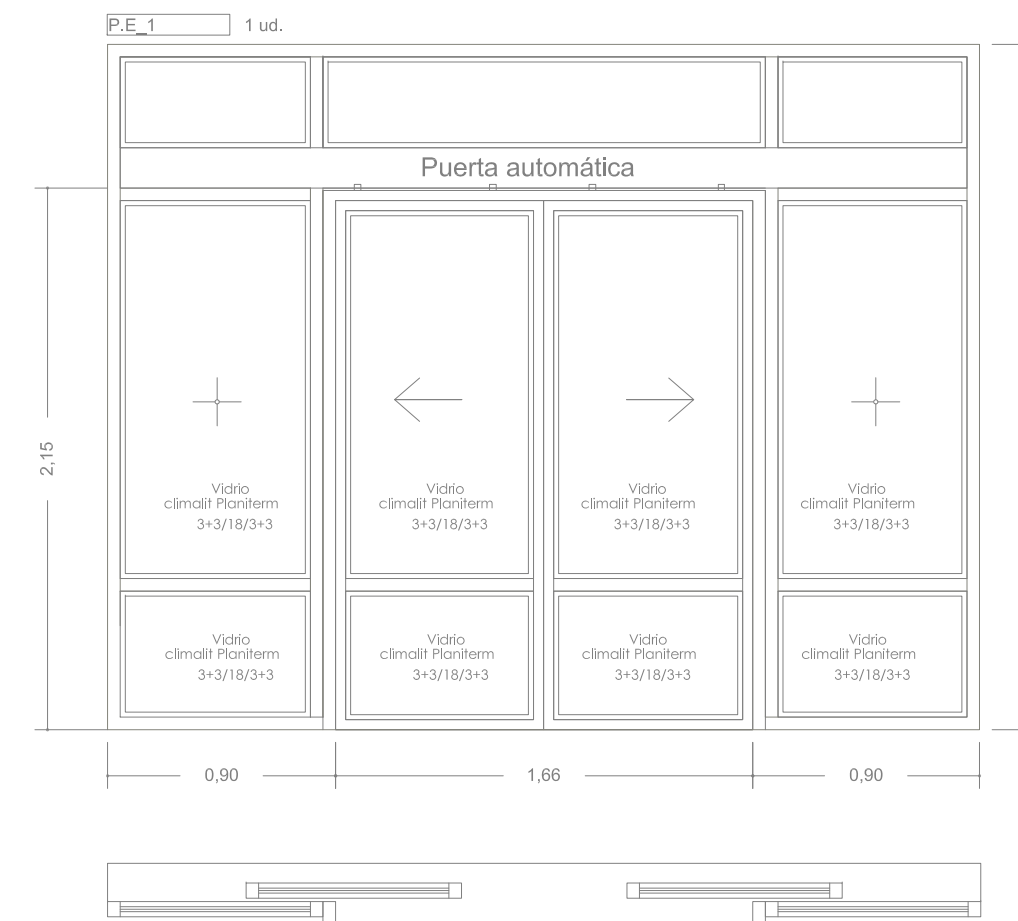 P.E_1 1 ud.
Puerta automática
2,15
Vidrio
climalit Planiterm
3+3/18/3+3
Vidrio
climalit Planiterm
3+3/18/3+3
Vidrio
climalit Planiterm
3+3/18/3+3
Vidrio
climalit Planiterm
3+3/18/3+3
Vidrio
climalit Planiterm
3+3/18/3+3
Vidrio
climalit Planiterm
3+3/18/3+3
Vidrio
climalit Planiterm
3+3/18/3+3
Vidrio
climalit Planiterm
3+3/18/3+3
0,90 1,66 0,90